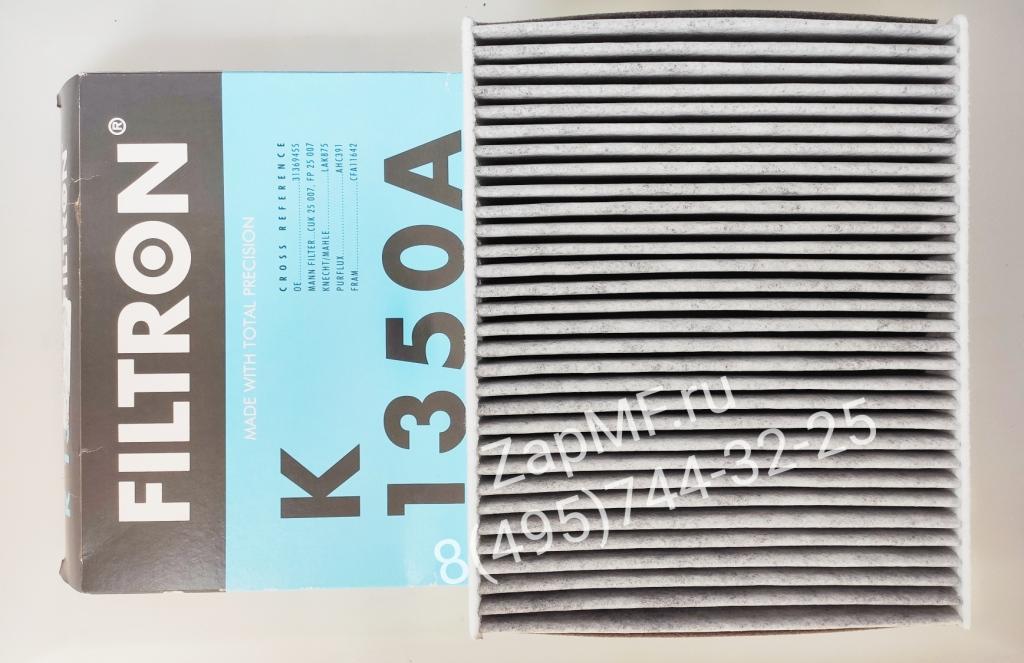 FILTRON®
MADE WITH TOTAL PRECISION
K
1350A
CROSS REFERENCE
OE..................31369455
MANN FILTER...CUK 25 007, FP 25 007
KNECHT/MAHLE..................LAK875
PURFLUX..................AHC391
FRAM..................CFA11642
ZapMF.ru
8(495)744-32-25